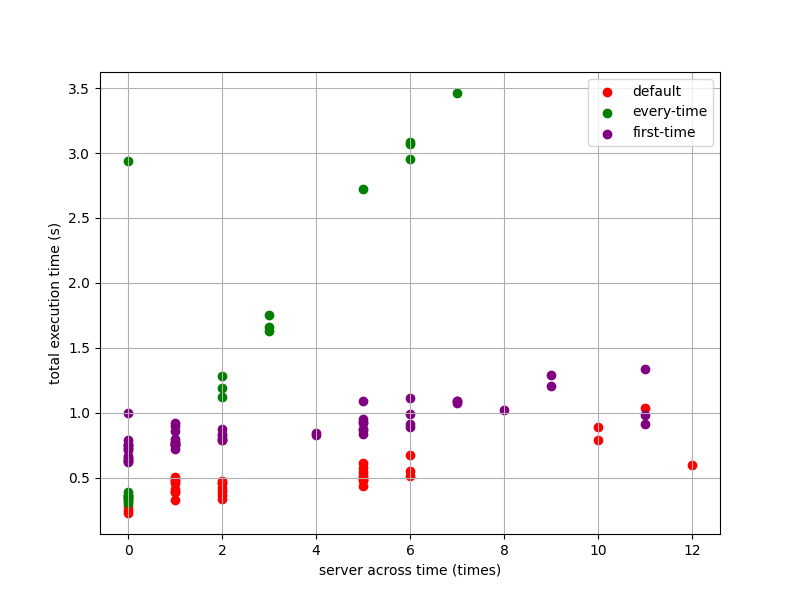 default
every-time
first-time
3.5
3.0
2.5
2.0
1.5
1.0
0.5
total execution time (s)
0 2 4 6 8 10 12
server across time (times)